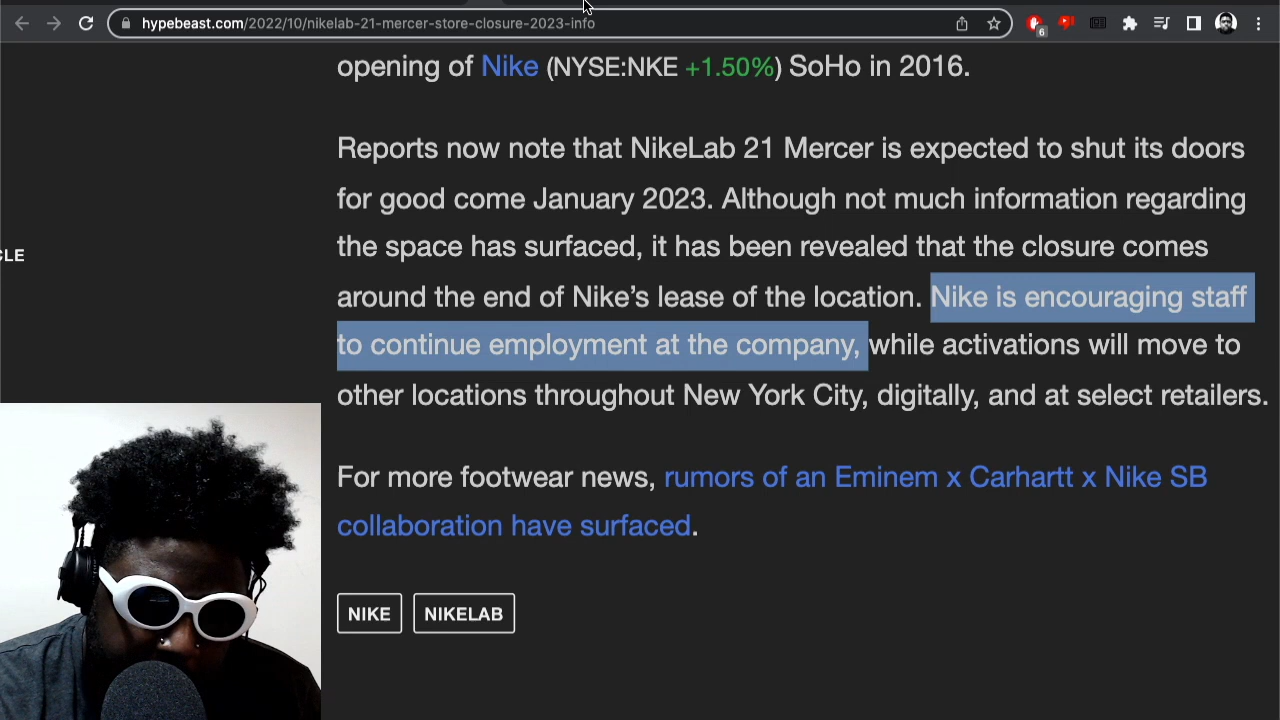 hypebeast.com/2022/10/nikelab-21-mercer-store-closure-2023-info
6
opening of Nike (NYSE:NKE +1.50%) SoHo in 2016.
Reports now note that NikeLab 21 Mercer is expected to shut its doors
for good come January 2023. Although not much information regarding
the space has surfaced, it has been revealed that the closure comes
CLE
around the end of Nike’s lease of the location. Nike is encouraging staff
to continue employment at the company, while activations will move to
other locations throughout New York City, digitally, and at select retailers.
For more footwear news, rumors of an Eminem x Carhartt x Nike SB
collaboration have surfaced.
NIKE NIKELAB